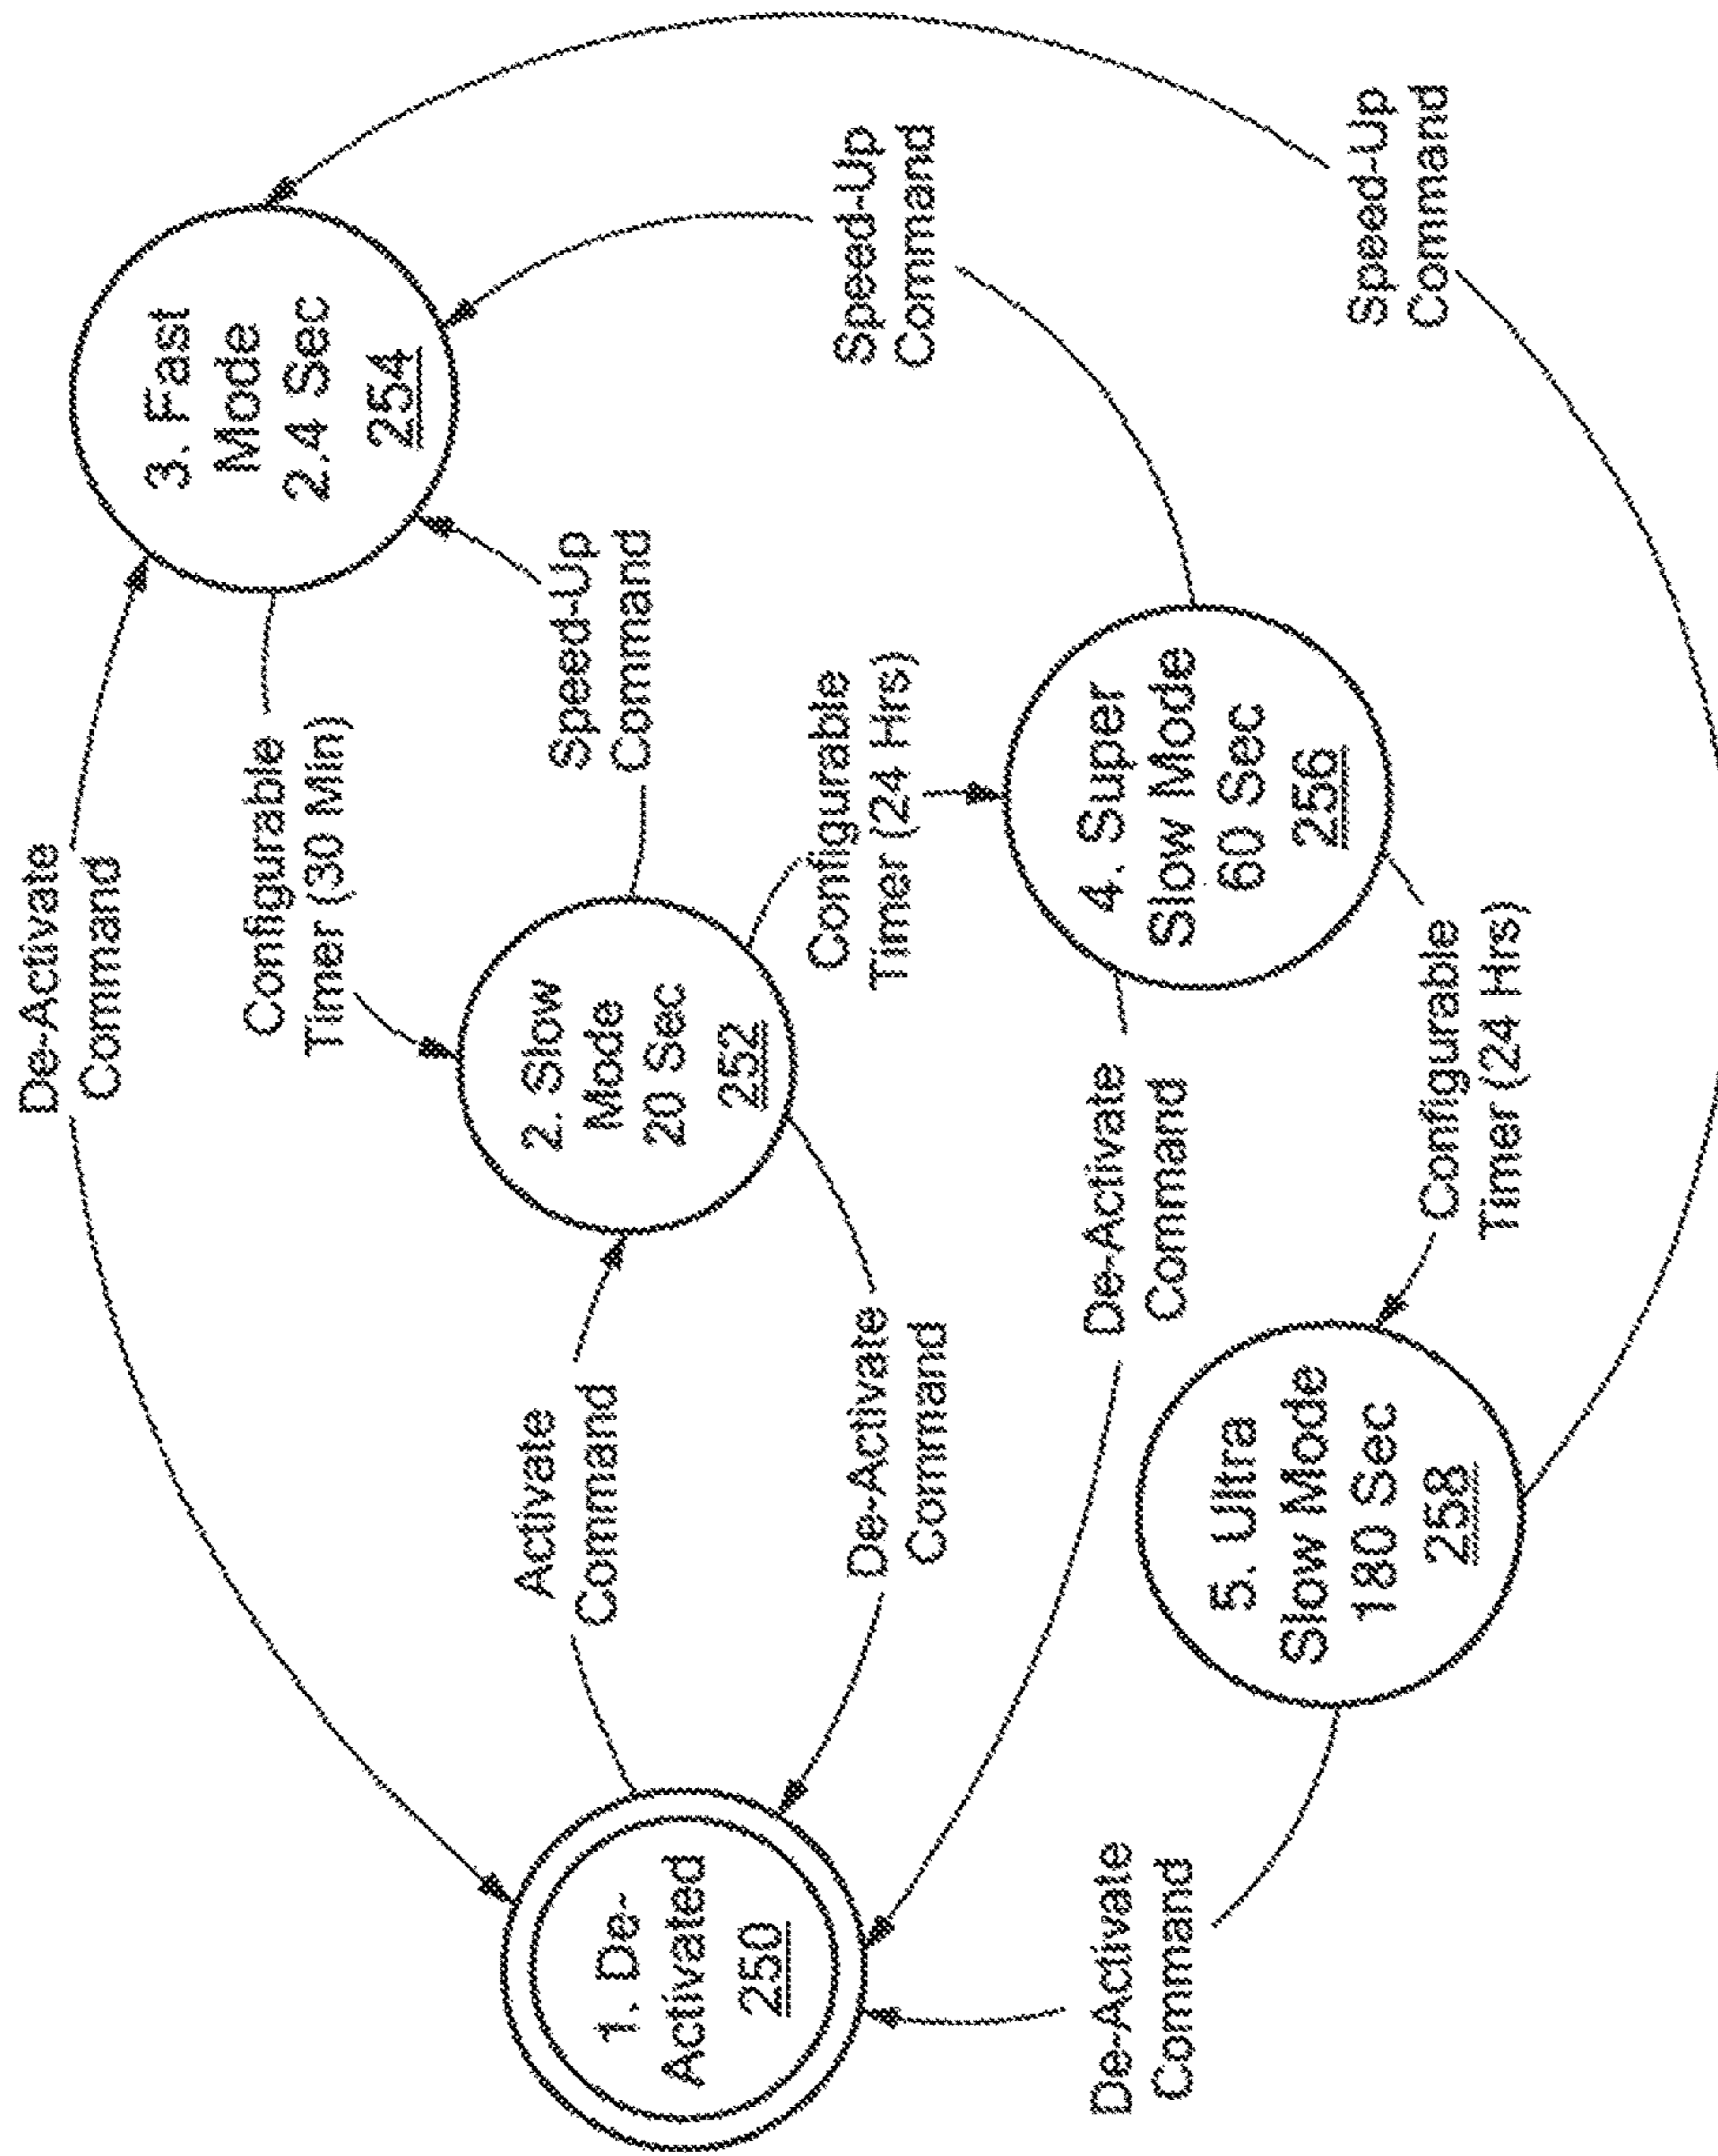 De-Activate
Command
3. Fast
Mode
2.4 Sec
254
Configurable
Timer (30 Min)
Speed-Up
Command
2. Slow
Mode
20 Sec
252
Activate
Command
1. De-
Activated
250
De-Activate
Command
Configurable
Timer (24 Hrs)
Speed-Up
Command
4. Super
Slow Mode
60 Sec
256
De-Activate
Command
De-Activate
Command
5. Ultra
Slow Mode
180 Sec
258
Configurable
Timer (24 Hrs)
Speed-Up
Command